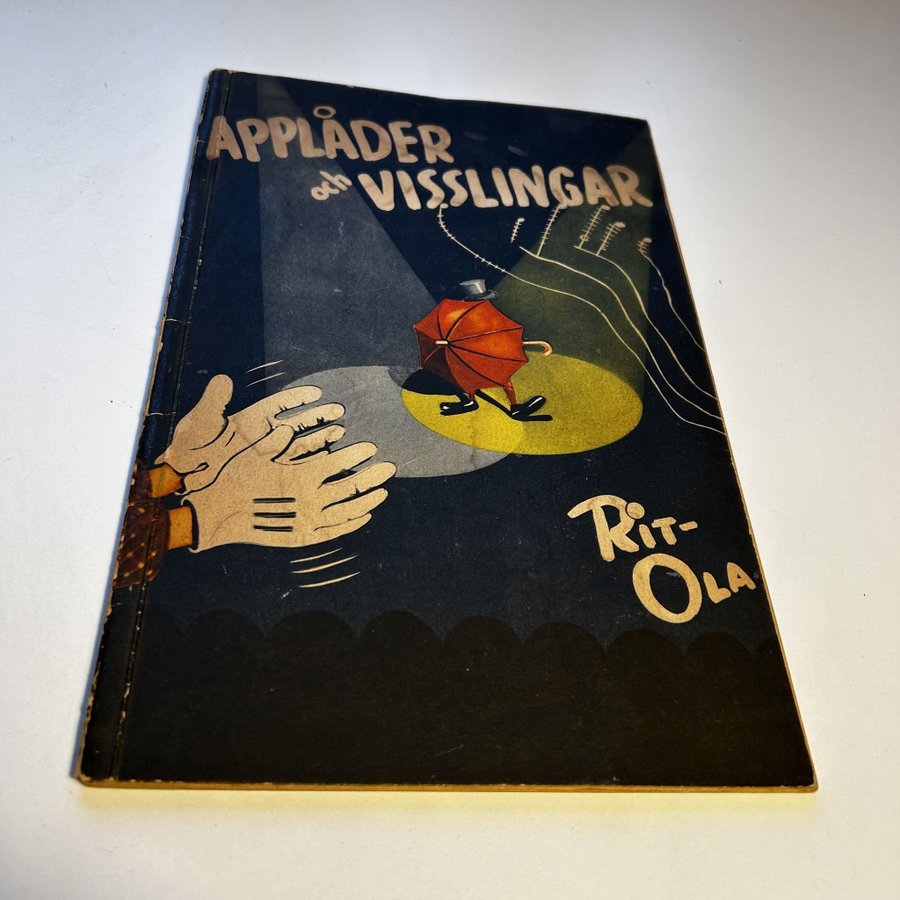 APPLÅDER
och VISSLINGAR
RIT-
OLA